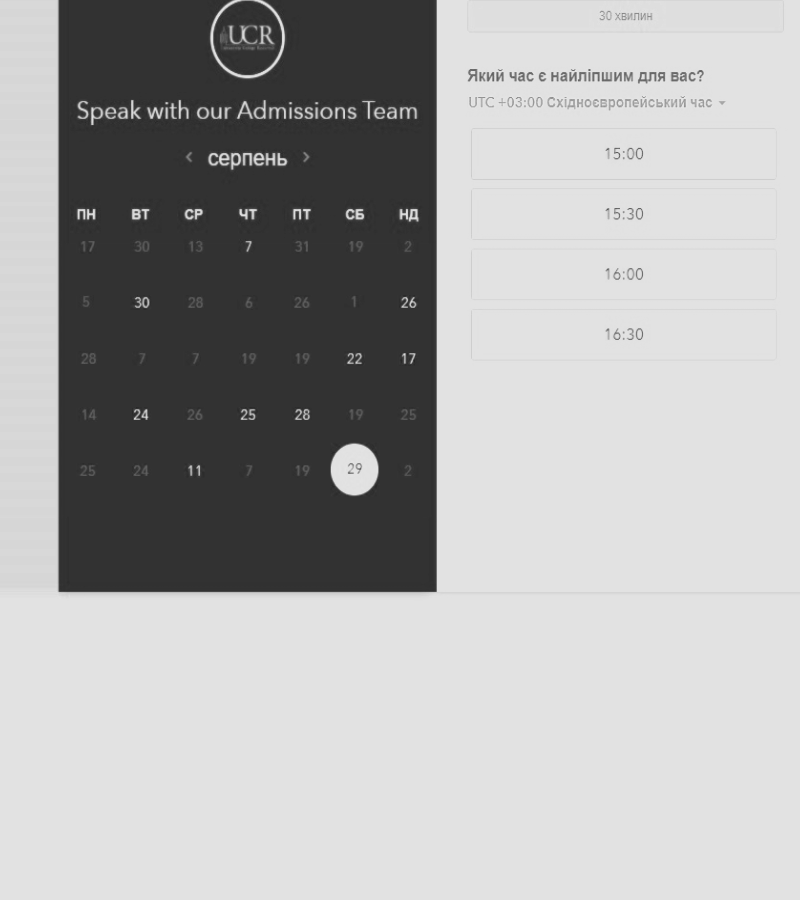 UCR
Speak with our Admissions Team
серпень
ПН ВТ СР ЧТ ПТ СБ НД
17 30 13 7 31 19 2
5 30 28 6 26 1 26
28 7 7 19 19 22 17
14 24 26 25 28 19 25
25 24 11 7 19 29 2
30 хвилин
Який час є найліпшим для вас?
UTC +03:00 Східноєвропейський час
15:00
15:30
16:00
16:30